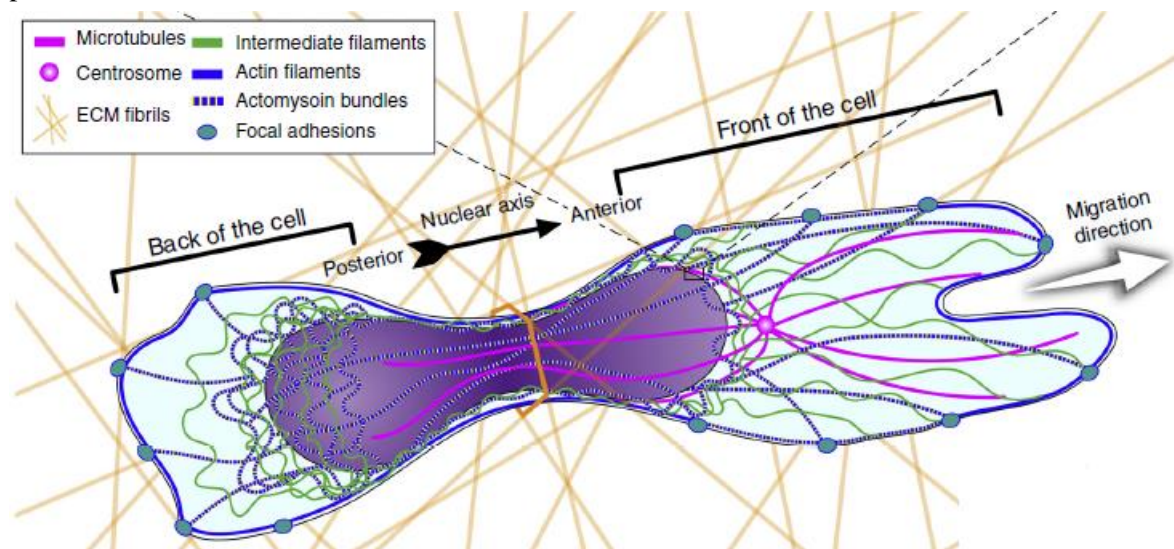 Microtubules
Centrosome
ECM fibrils
Intermediate filaments
Actin filaments
Actomysoin bundles
Focal adhesions
Front of the cell
Back of the cell
Nuclear axis
Posterior
Anterior
Migration
direction